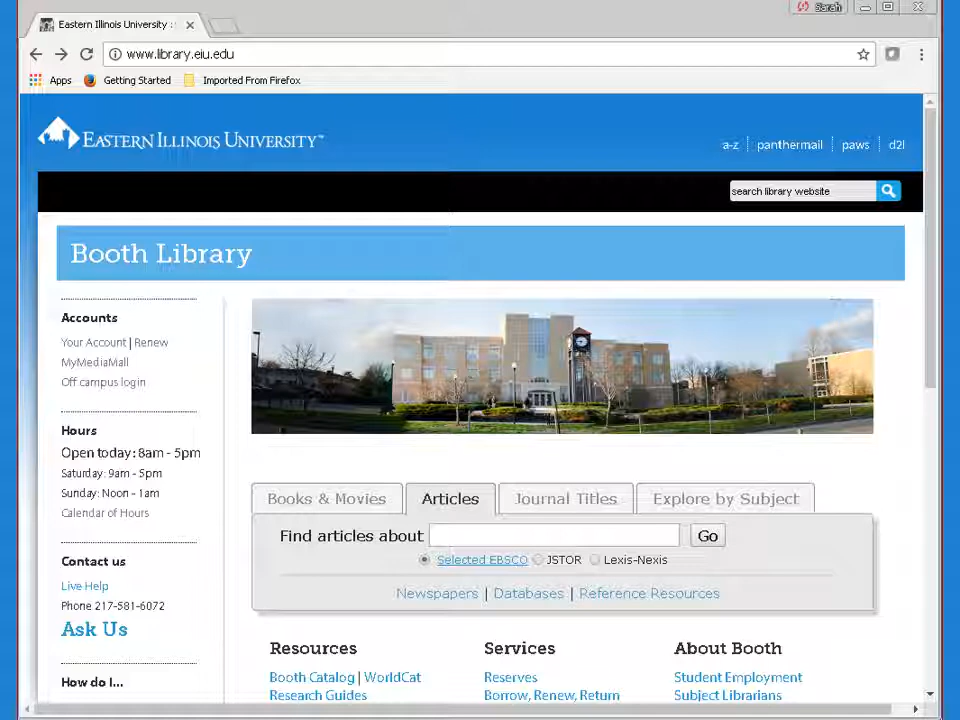 Sarah
Eastern Illinois University :
www.library.eiu.edu
Apps Getting Started Imported From Firefox
EASTERN ILLINOIS UNIVERSITY™
a-z panthermail paws d2l
search library website
Booth Library
Accounts
Your Account | Renew
MyMediaMall
Off campus login
Hours
Open today: 8am - 5pm
Saturday: 9am - 5pm
Sunday: Noon - 1am
Calendar of Hours
Contact us
Live Help
Phone 217-581-6072
Ask Us
How do I...
Books & Movies Articles Journal Titles Explore by Subject
Find articles about Go
Selected EBSCO JSTOR Lexis-Nexis
Newspapers | Databases | Reference Resources
Resources Services About Booth
Booth Catalog | WorldCat Reserves Student Employment
Research Guides Borrow, Renew, Return Subject Librarians